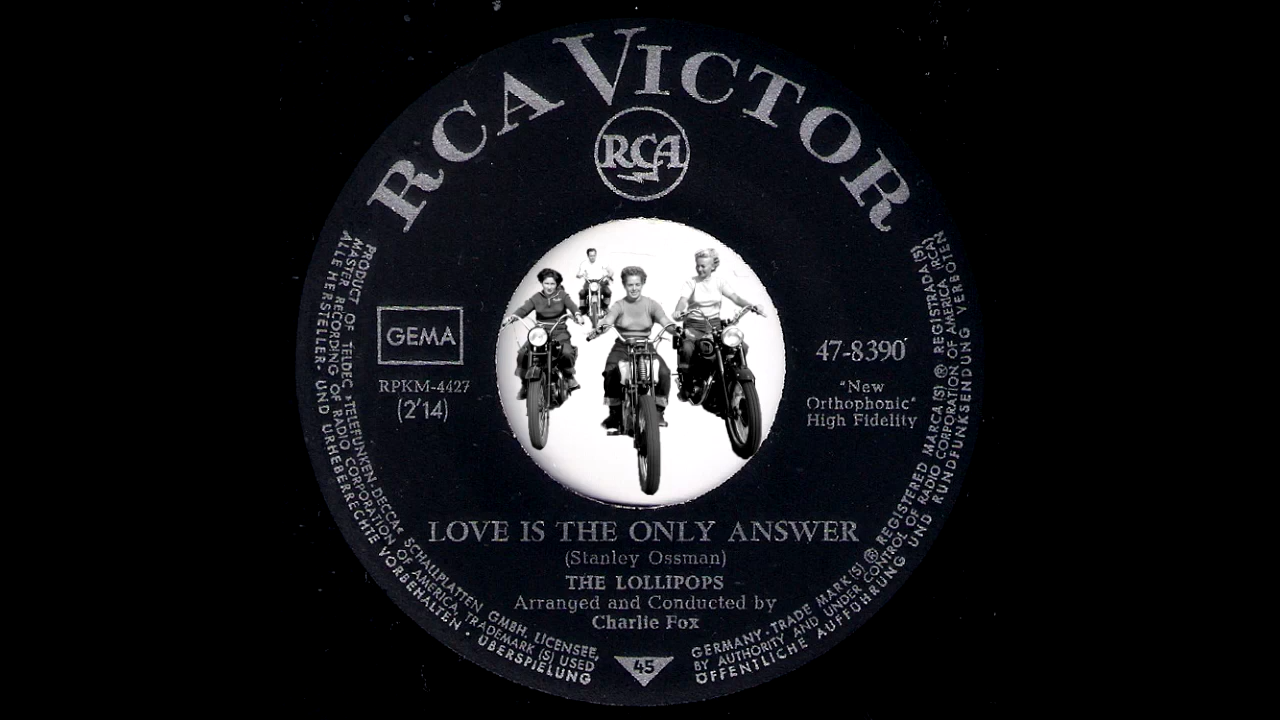 RCA VICTOR
RCA
GEMA
RPKM-4427
(2'14)
47-8390
"New
Orthophonic"
High Fidelity
LOVE IS THE ONLY ANSWER
(Stanley Ossman)
THE LOLLIPOPS
Arranged and Conducted by
Charlie Fox
45
PRODUCT OF TELDEC »TELEFUNKEN-DECCA« SCHALLPLATTEN GMBH. LICENSEE,
MASTER RECORDING OF RADIO CORPORATION OF AMERICA. TRADEMARK (S) USED
ALLE HERSTELLER- UND URHEBERRECHTE VORBEHALTEN · ÜBERSPIELUNG
GERMANY · TRADE MARK(S) ® REGISTERED MARCA(S) ® REGISTRADA(S)
BY AUTHORITY AND UNDER CONTROL OF RADIO CORPORATION OF AMERICA (RCA)
ÖFFENTLICHE AUFFÜHRUNG UND RUNDFUNKSENDUNG VERBOTEN